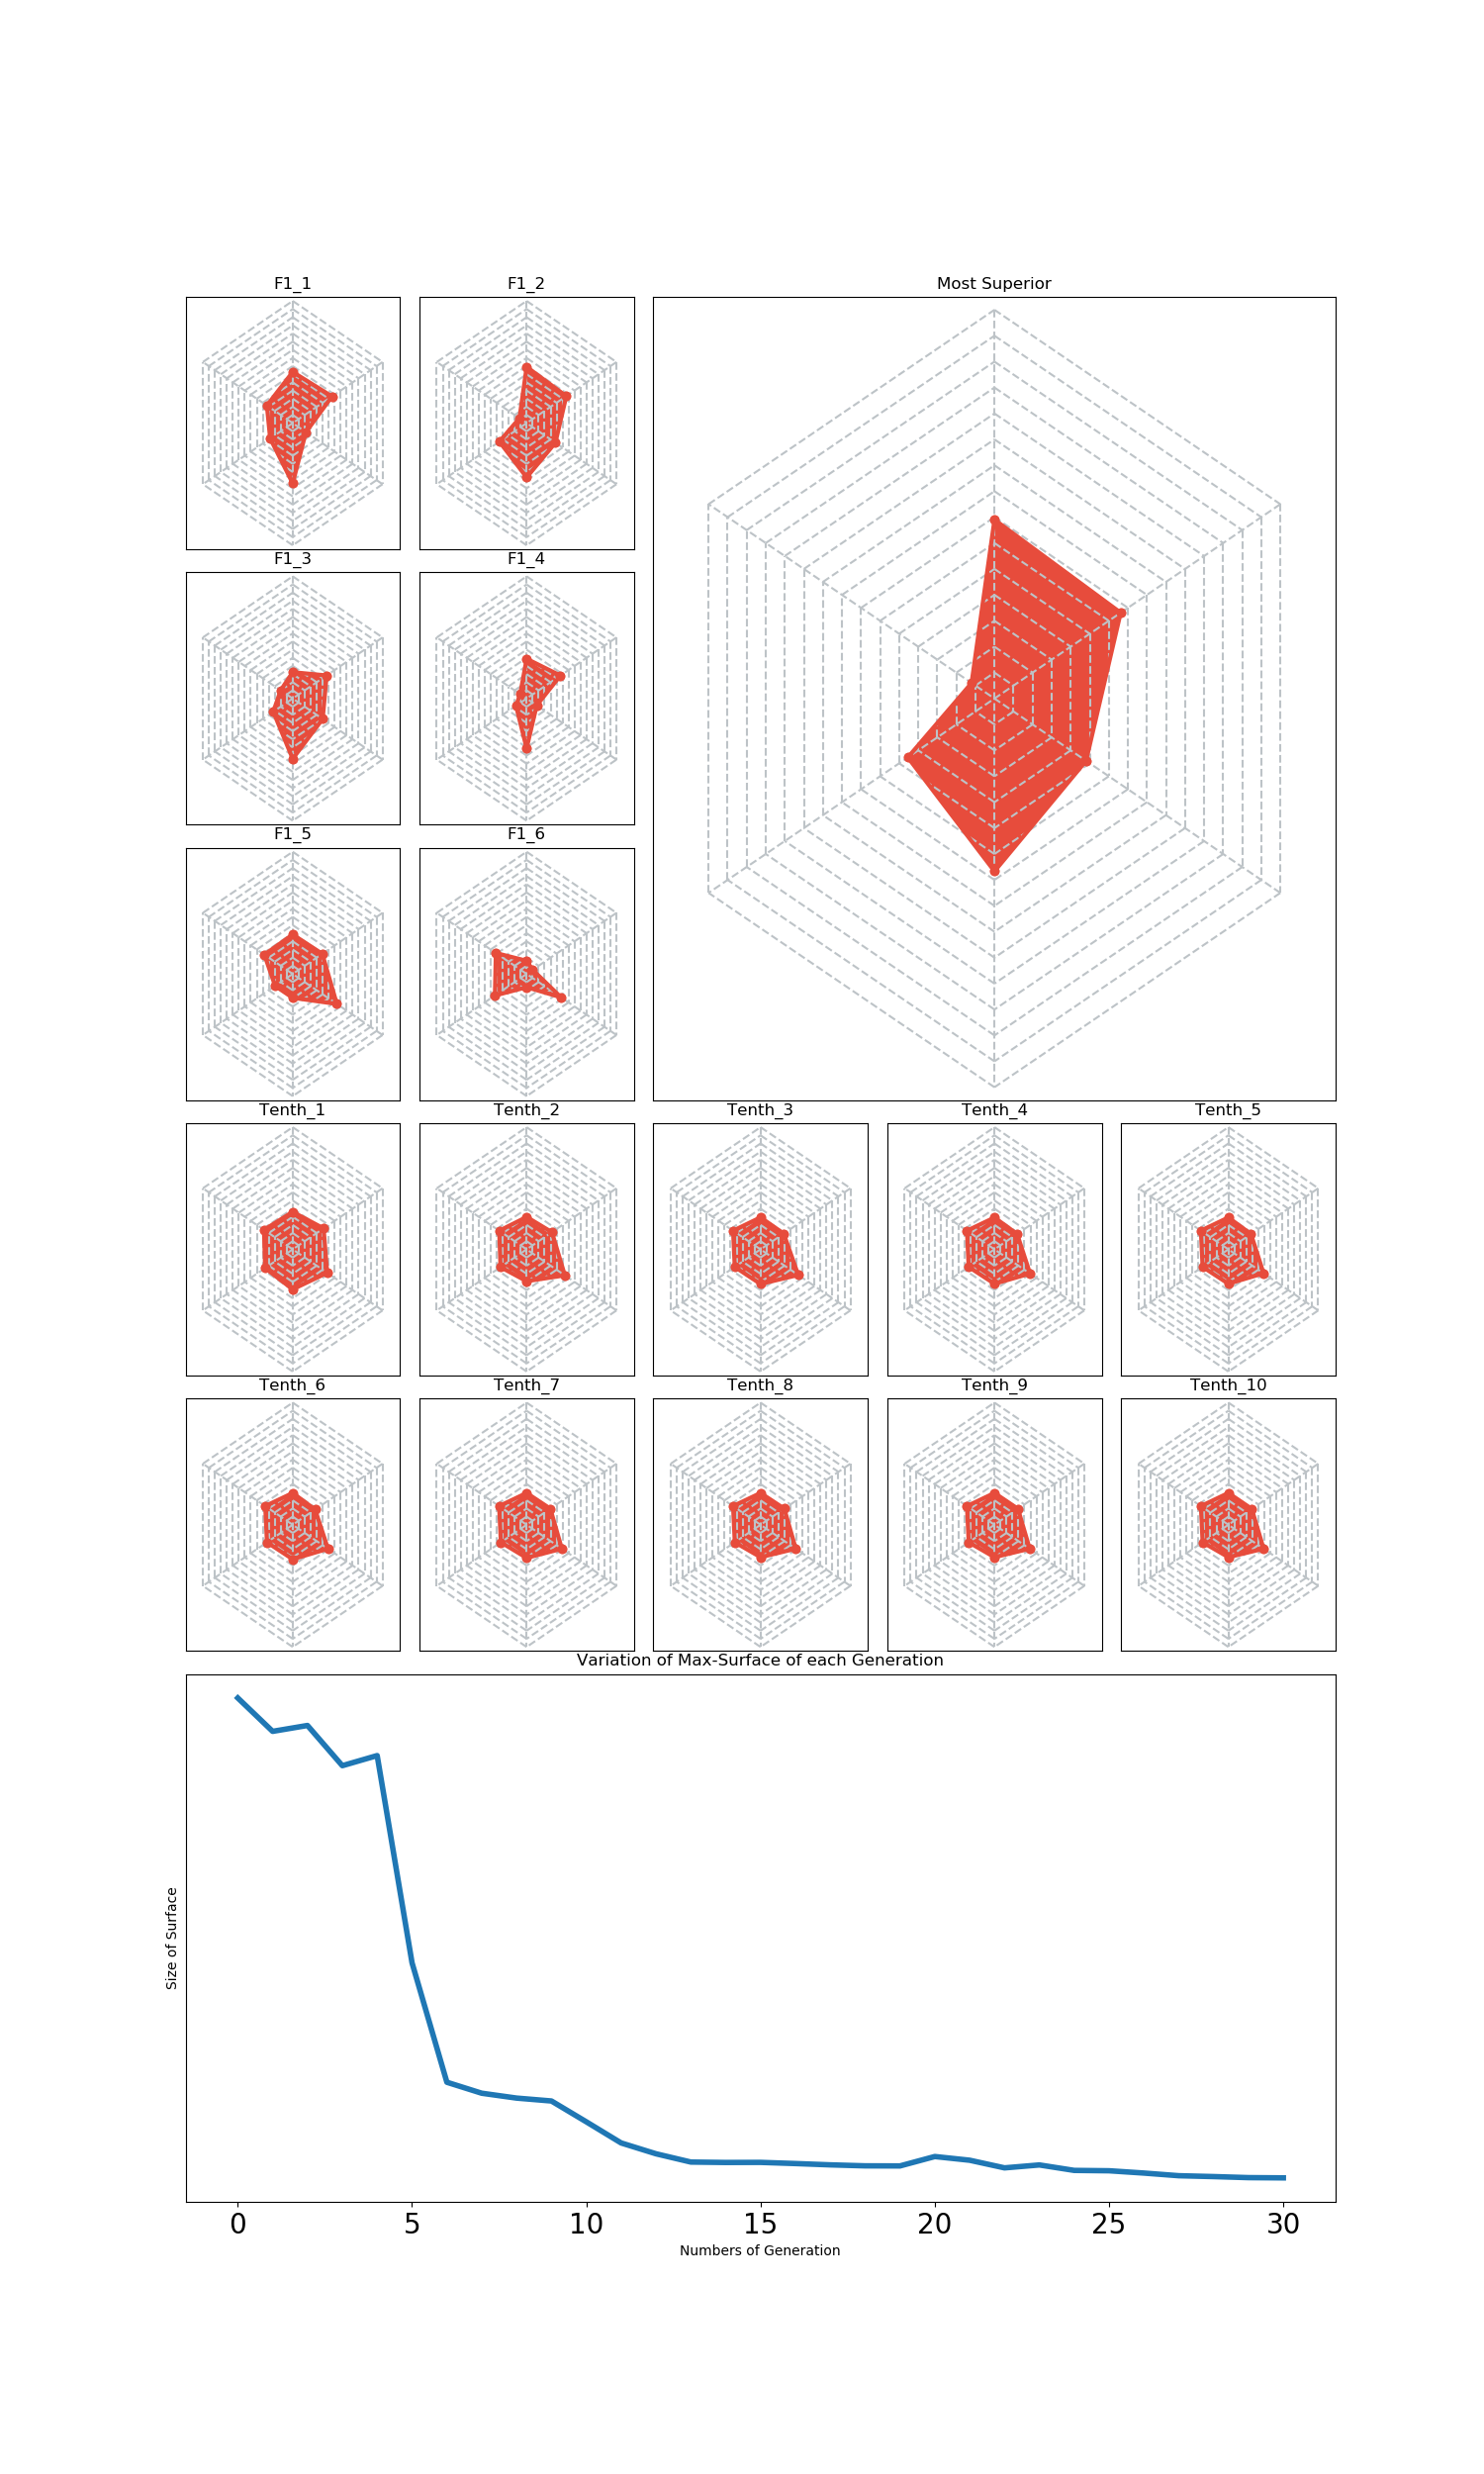 F1_1
F1_2
Most Superior
F1_3
F1_4
F1_5
F1_6
Tenth_1
Tenth_2
Tenth_3
Tenth_4
Tenth_5
Tenth_6
Tenth_7
Tenth_8
Tenth_9
Tenth_10
Variation of Max-Surface of each Generation
Size of Surface
0 5 10 15 20 25 30
Numbers of Generation